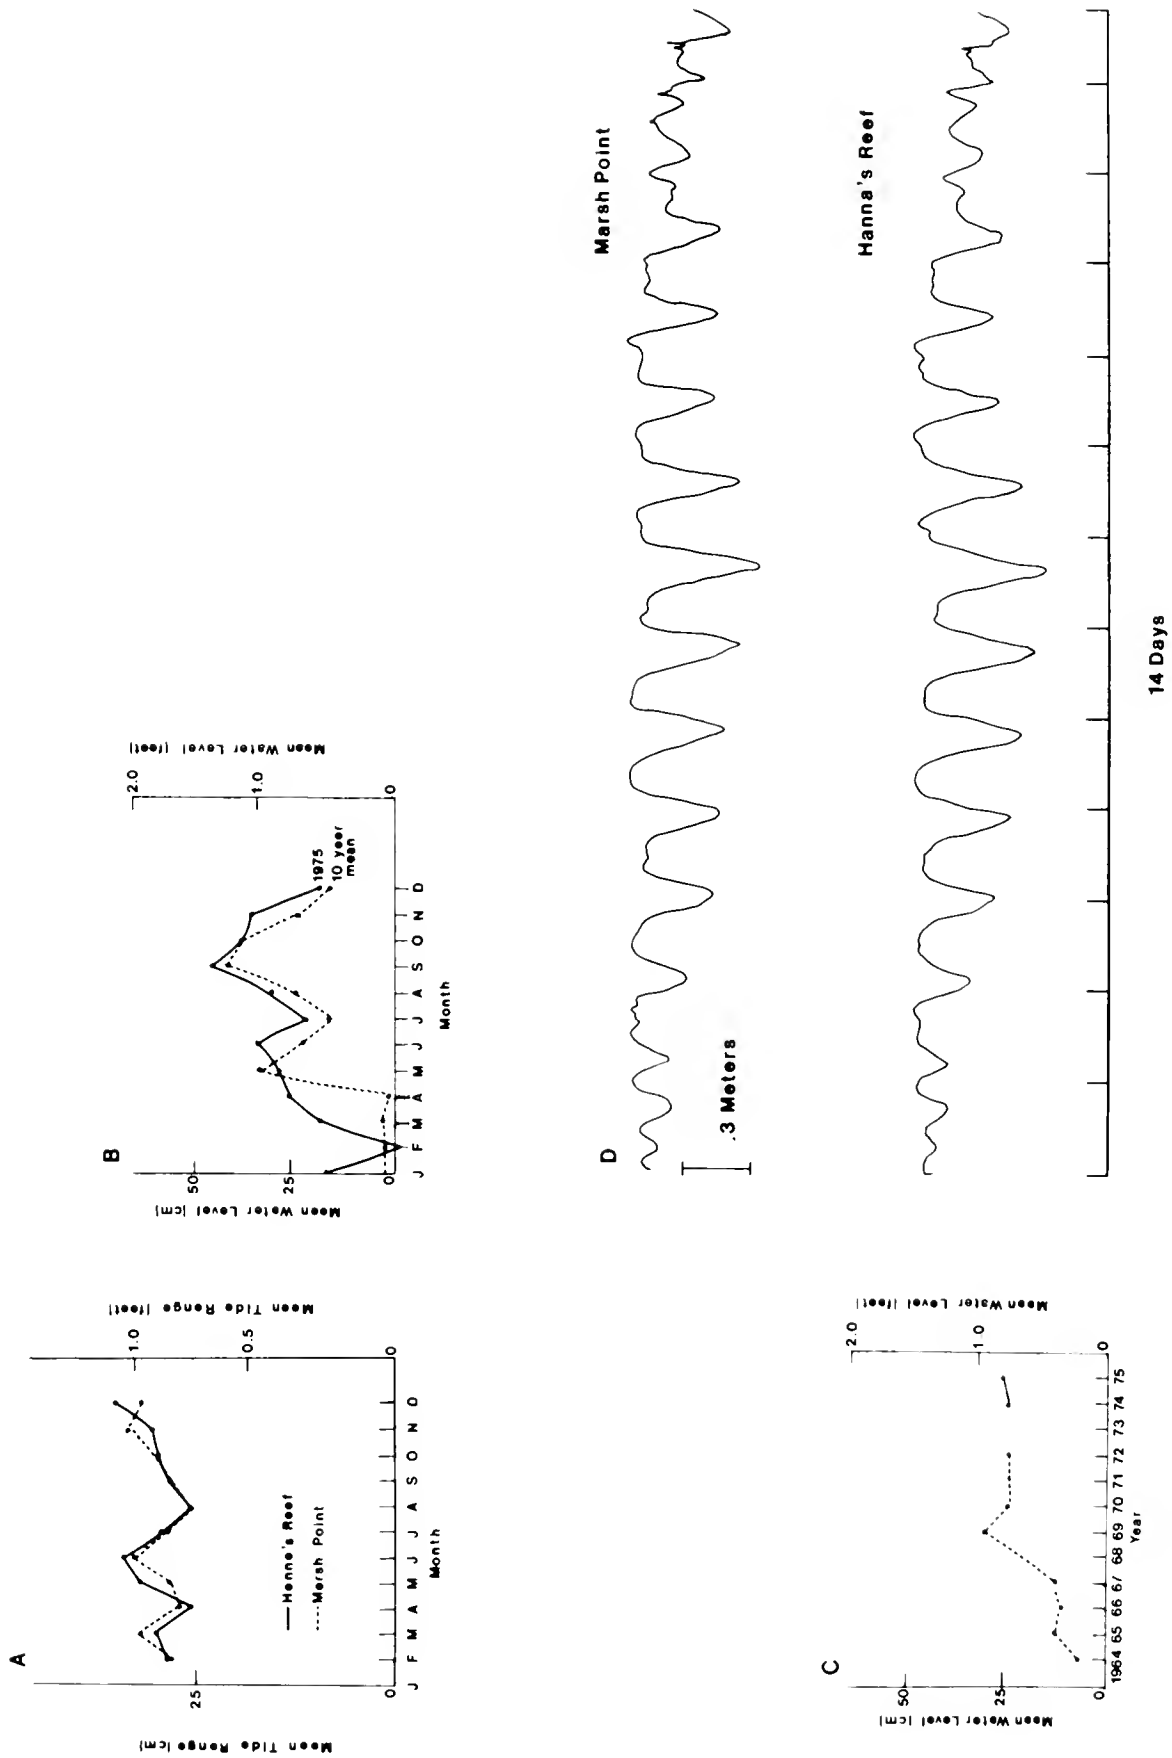 A
Mean Tide Range (cm)
25
0
Mean Tide Range (feet)
1.0
0.5
0
Hanna's Reef
Marsh Point
J F M A M J J A S O N D
Month
B
Mean Water Level (cm)
50
25
0
Mean Water Level (feet)
2.0
1.0
0
1975
10 year
mean
J F M A M J J A S O N D
Month
C
Mean Water Level (cm)
50
25
0
Mean Water Level (feet)
2.0
1.0
0
1964 65 66 67 68 69 70 71 72 73 74 75
Year
D
Marsh Point
.3 Meters
Hanna's Reef
14 Days